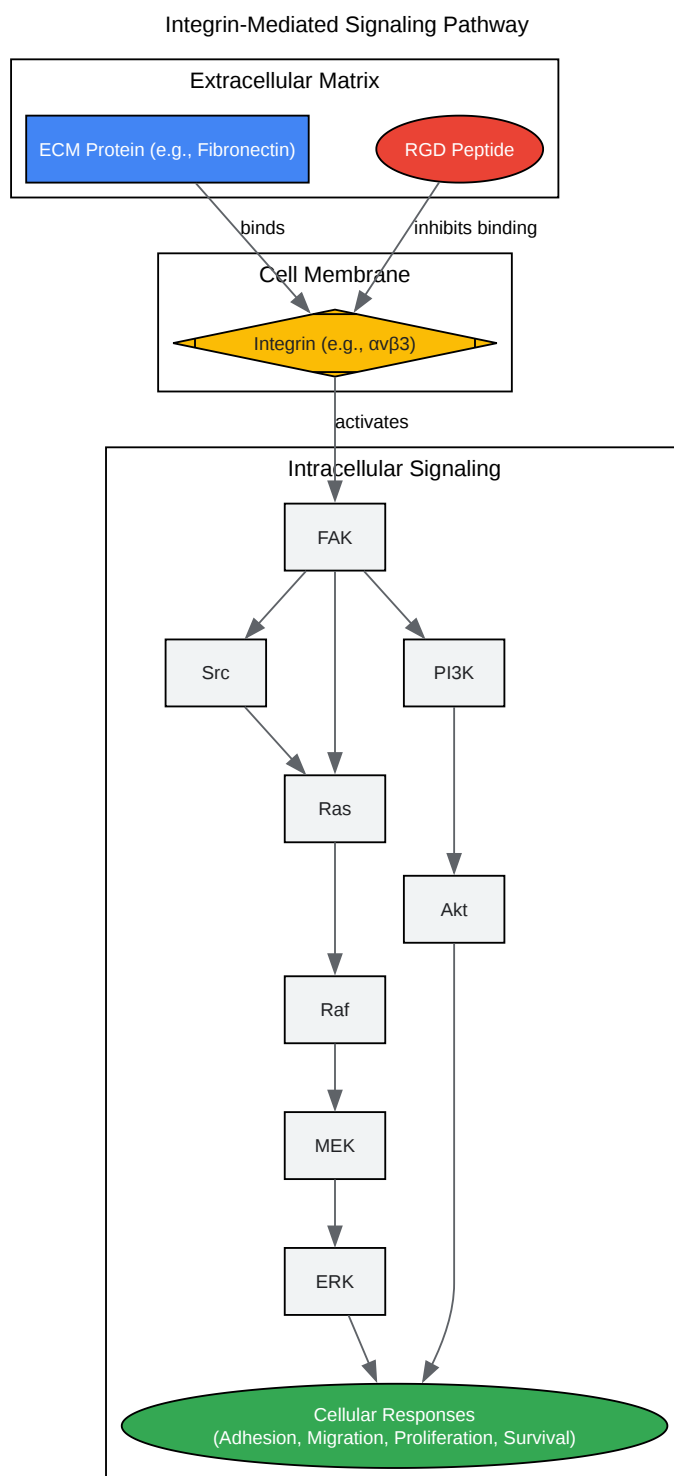 Integrin-Mediated Signaling Pathway
Extracellular Matrix
ECM Protein (e.g., Fibronectin)
RGD Peptide
binds
inhibits binding
Cell Membrane
Integrin (e.g., αvβ3)
activates
Intracellular Signaling
FAK
Src
PI3K
Ras
Akt
Raf
MEK
ERK
Cellular Responses
(Adhesion, Migration, Proliferation, Survival)